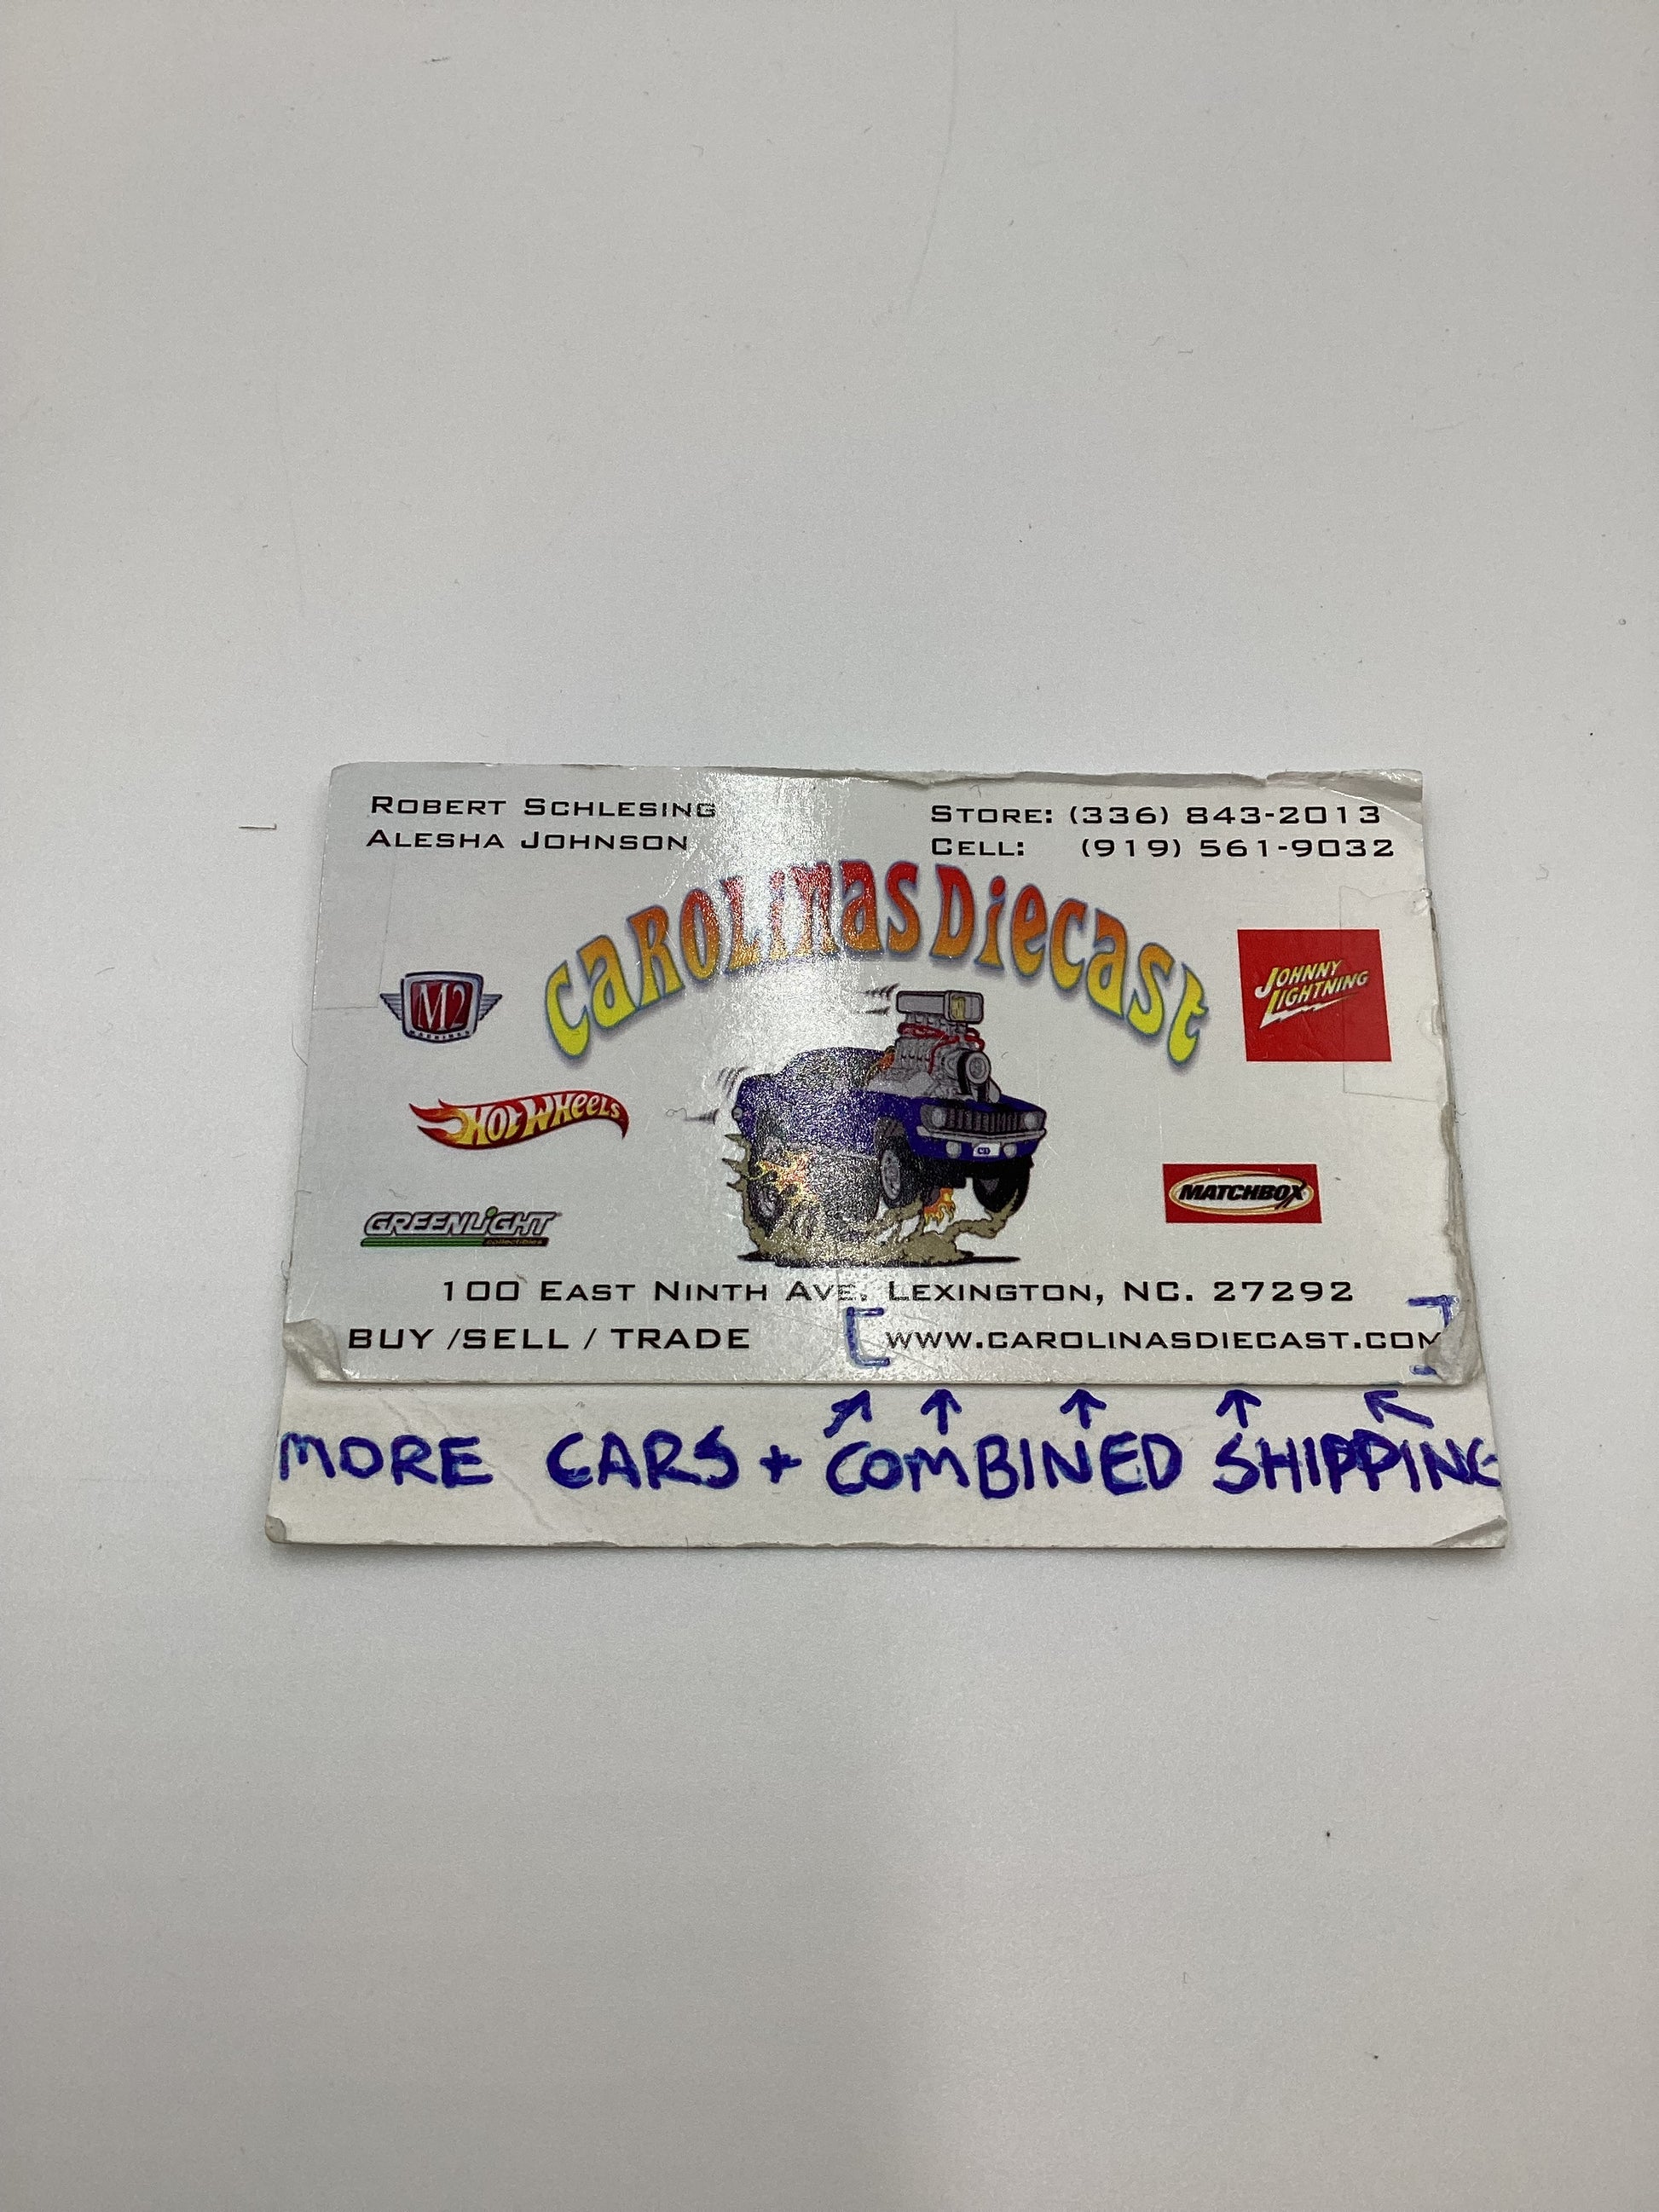 ROBERT SCHLESING
ALESHA JOHNSON
STORE: (336) 843-2013
CELL: (919) 561-9032
CAROLINAS DIECAST
M2
MACHINES
JOHNNY
LIGHTNING
HOT WHEELS
MATCHBOX
GREENLIGHT
collectibles
100 EAST NINTH AVE. LEXINGTON, NC. 27292
BUY /SELL / TRADE [WWW.CAROLINASDIECAST.COM]
MORE CARS + COMBINED SHIPPING